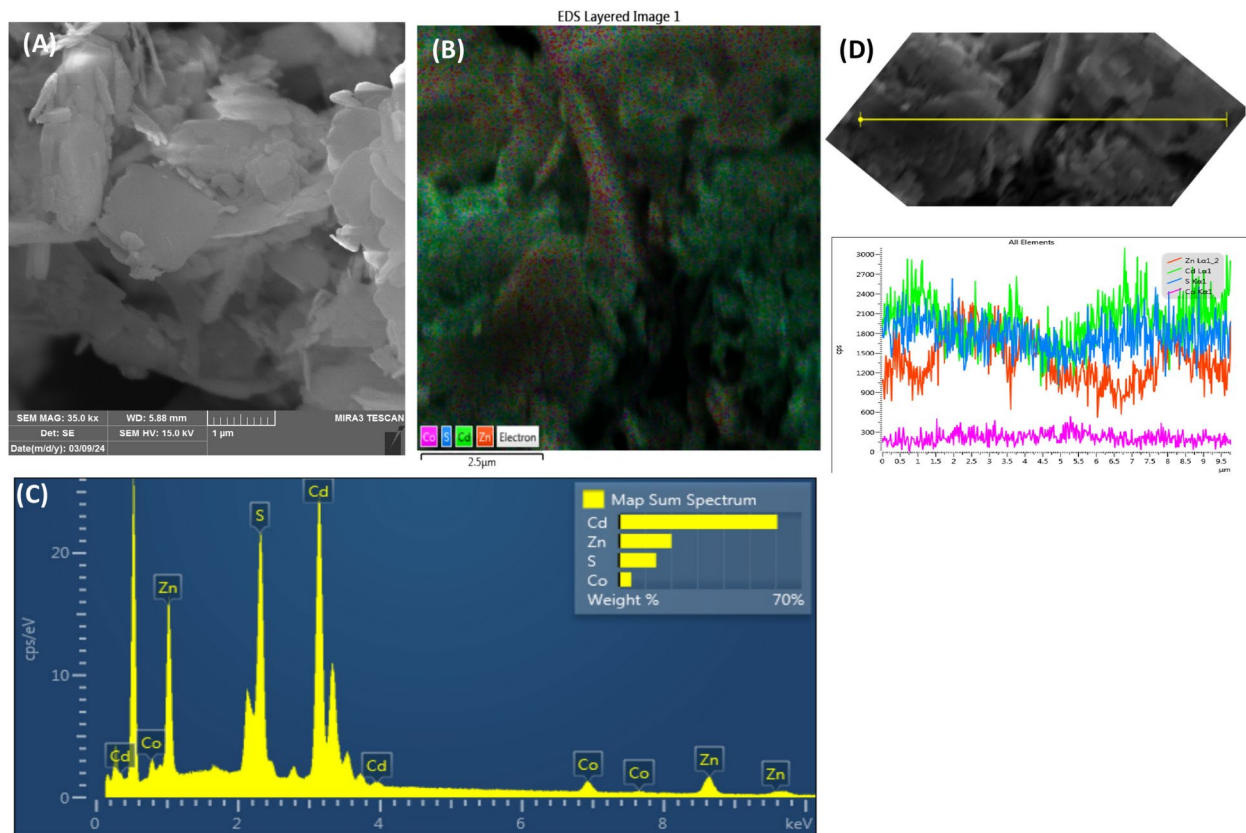 (A)
SEM MAG: 35.0 kx
WD: 5.88 mm
MIRA3 TESCAN
Det: SE
SEM HV: 15.0 kV
1 µm
Date(m/d/y): 03/09/24
EDS Layered Image 1
(B)
Co S Cd Zn Electron
2.5µm
(D)
All Elements
Zn Lα1_2
Cd Lα1
S Kα1
Co Kα1
3000
2700
2400
2100
1800
1500
1200
900
600
300
0
cps
0 0.5 1 1.5 2 2.5 3 3.5 4 4.5 5 5.5 6 6.5 7 7.5 8 8.5 9 9.5
µm
(C)
Map Sum Spectrum
Cd
Zn
S
Co
Weight % 70%
Cd
S
Zn
Co
Cd
Cd
Co
Co
Zn
Zn
20
10
0
cps/eV
0 2 4 6 8 keV